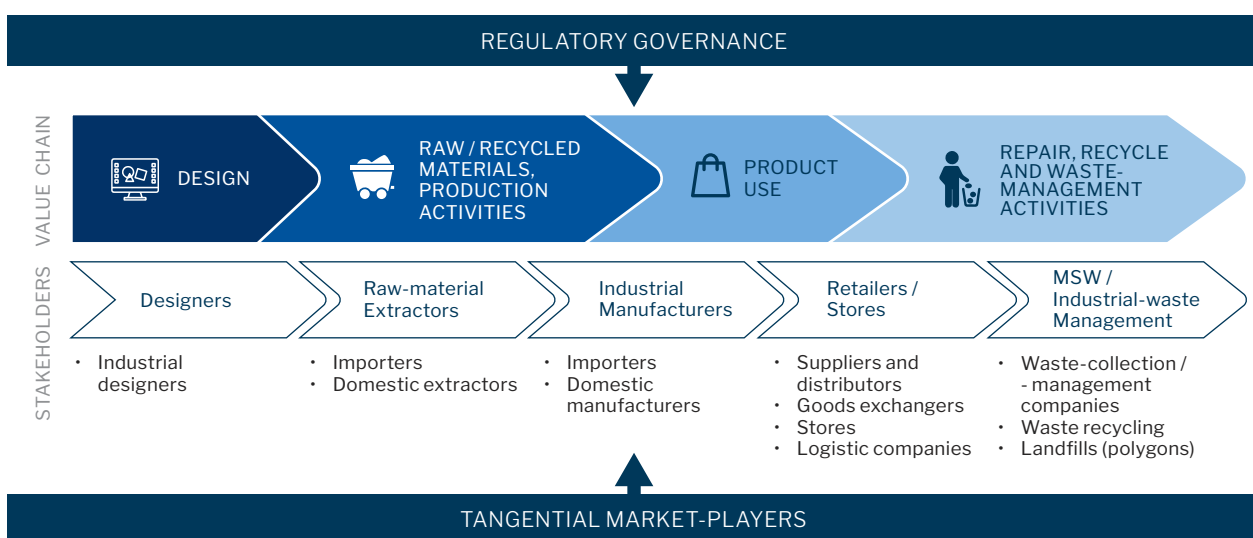 REGULATORY GOVERNANCE
VALUE CHAIN
DESIGN
RAW / RECYCLED
MATERIALS,
PRODUCTION
ACTIVITIES
PRODUCT
USE
REPAIR, RECYCLE
AND WASTE-
MANAGEMENT
ACTIVITIES
STAKEHOLDERS
Designers
• Industrial
designers
Raw-material
Extractors
• Importers
• Domestic extractors
Industrial
Manufacturers
• Importers
• Domestic
manufacturers
Retailers /
Stores
• Suppliers and
distributors
• Goods exchangers
• Stores
• Logistic companies
MSW /
Industrial-waste
Management
• Waste-collection /
- management
companies
• Waste recycling
• Landfills (polygons)
TANGENTIAL MARKET-PLAYERS